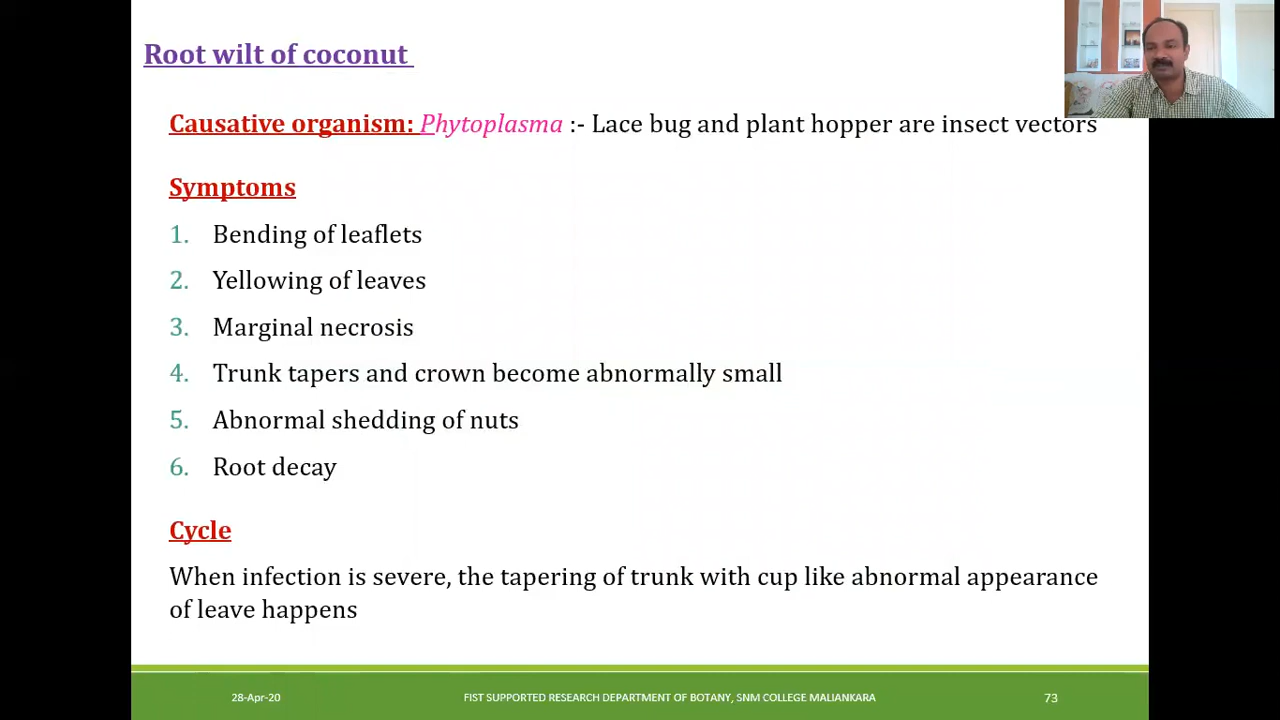 Root wilt of coconut
Causative organism: Phytoplasma :- Lace bug and plant hopper are insect vectors
Symptoms
1. Bending of leaflets
2. Yellowing of leaves
3. Marginal necrosis
4. Trunk tapers and crown become abnormally small
5. Abnormal shedding of nuts
6. Root decay
Cycle
When infection is severe, the tapering of trunk with cup like abnormal appearance
of leave happens
28-Apr-20 FIST SUPPORTED RESEARCH DEPARTMENT OF BOTANY, SNM COLLEGE MALIANKARA 73